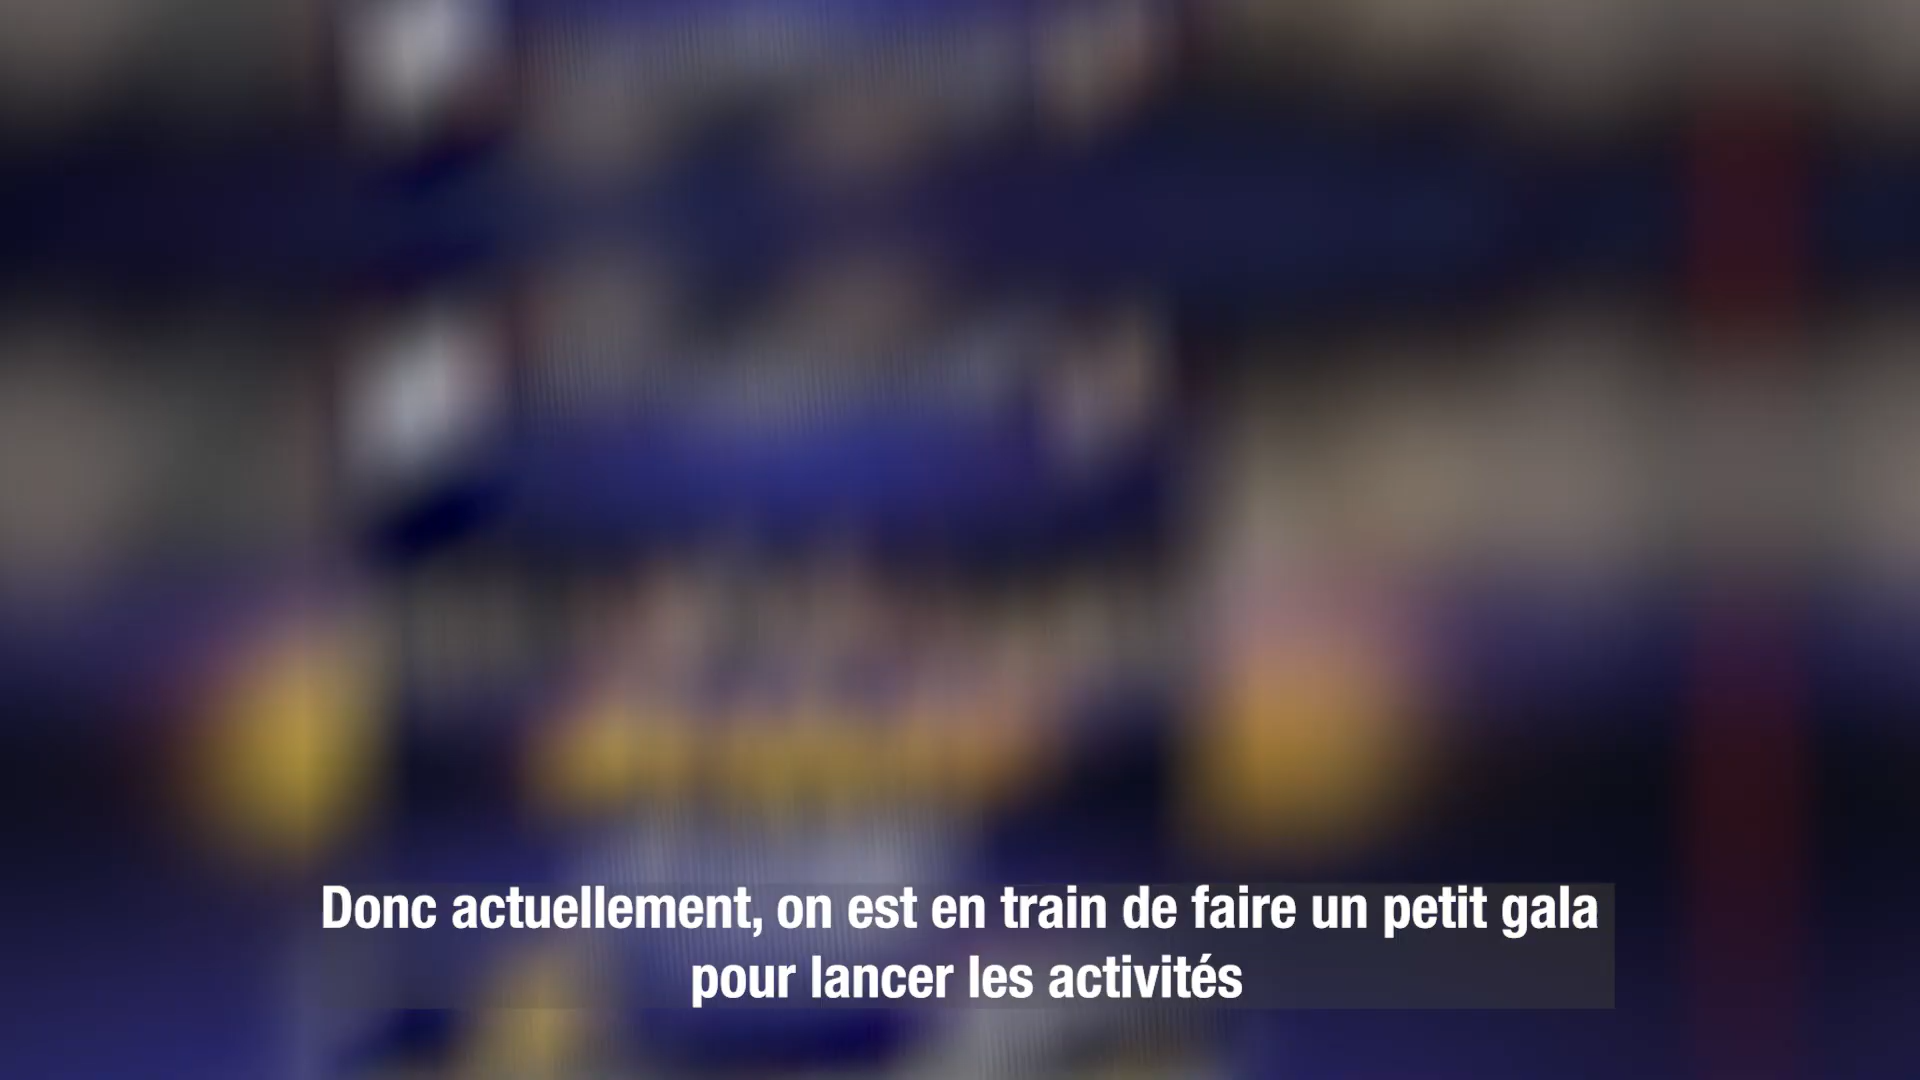 Donc actuellement, on est en train de faire un petit gala
pour lancer les activités